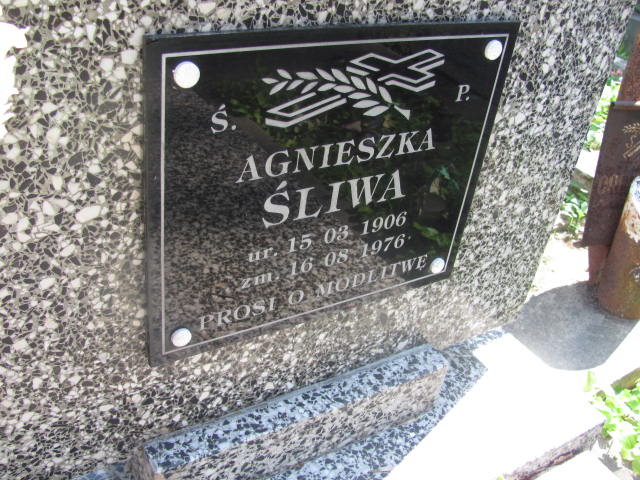 Ś. P.
AGNIESZKA
ŚLIWA
ur. 15 03 1906
zm. 16 08 1976
PROSI O MODLITWĘ